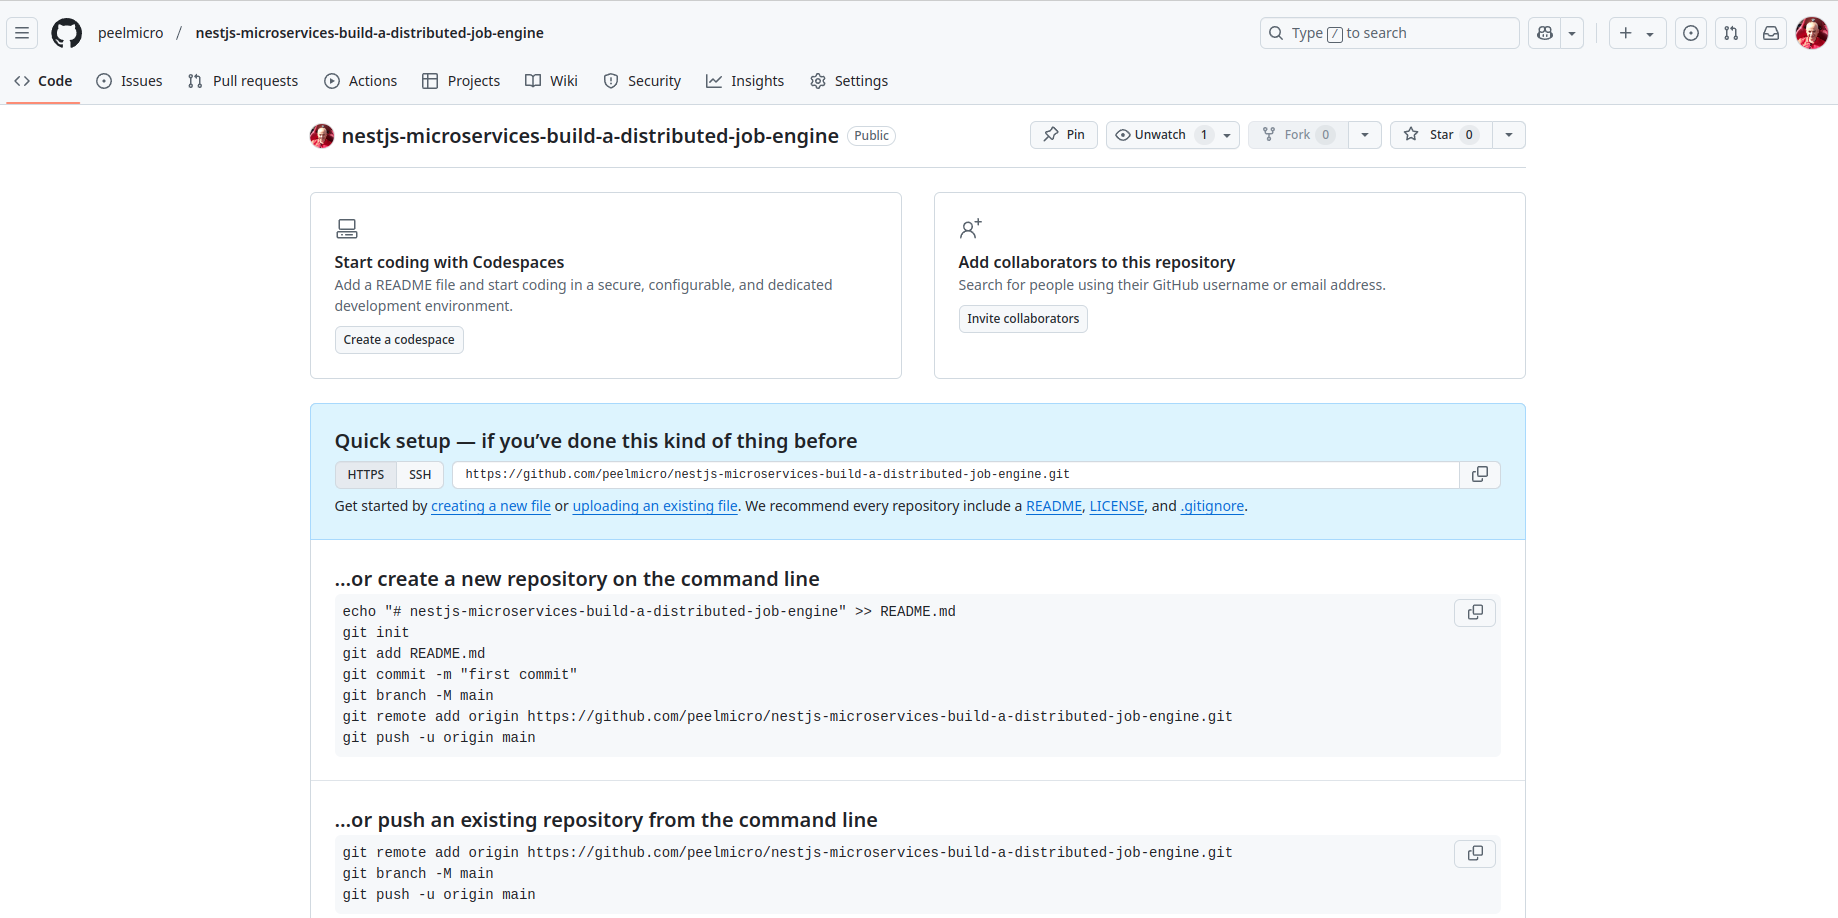 peelmicro / nestjs-microservices-build-a-distributed-job-engine
Type / to search
Code Issues Pull requests Actions Projects Wiki Security Insights Settings
nestjs-microservices-build-a-distributed-job-engine Public
Pin Unwatch 1 Fork 0 Star 0
Start coding with Codespaces
Add a README file and start coding in a secure, configurable, and dedicated
development environment.
Create a codespace
Add collaborators to this repository
Search for people using their GitHub username or email address.
Invite collaborators
Quick setup — if you’ve done this kind of thing before
HTTPS SSH https://github.com/peelmicro/nestjs-microservices-build-a-distributed-job-engine.git
Get started by creating a new file or uploading an existing file. We recommend every repository include a README, LICENSE, and .gitignore.
…or create a new repository on the command line
echo "# nestjs-microservices-build-a-distributed-job-engine" >> README.md
git init
git add README.md
git commit -m "first commit"
git branch -M main
git remote add origin https://github.com/peelmicro/nestjs-microservices-build-a-distributed-job-engine.git
git push -u origin main
…or push an existing repository from the command line
git remote add origin https://github.com/peelmicro/nestjs-microservices-build-a-distributed-job-engine.git
git branch -M main
git push -u origin main